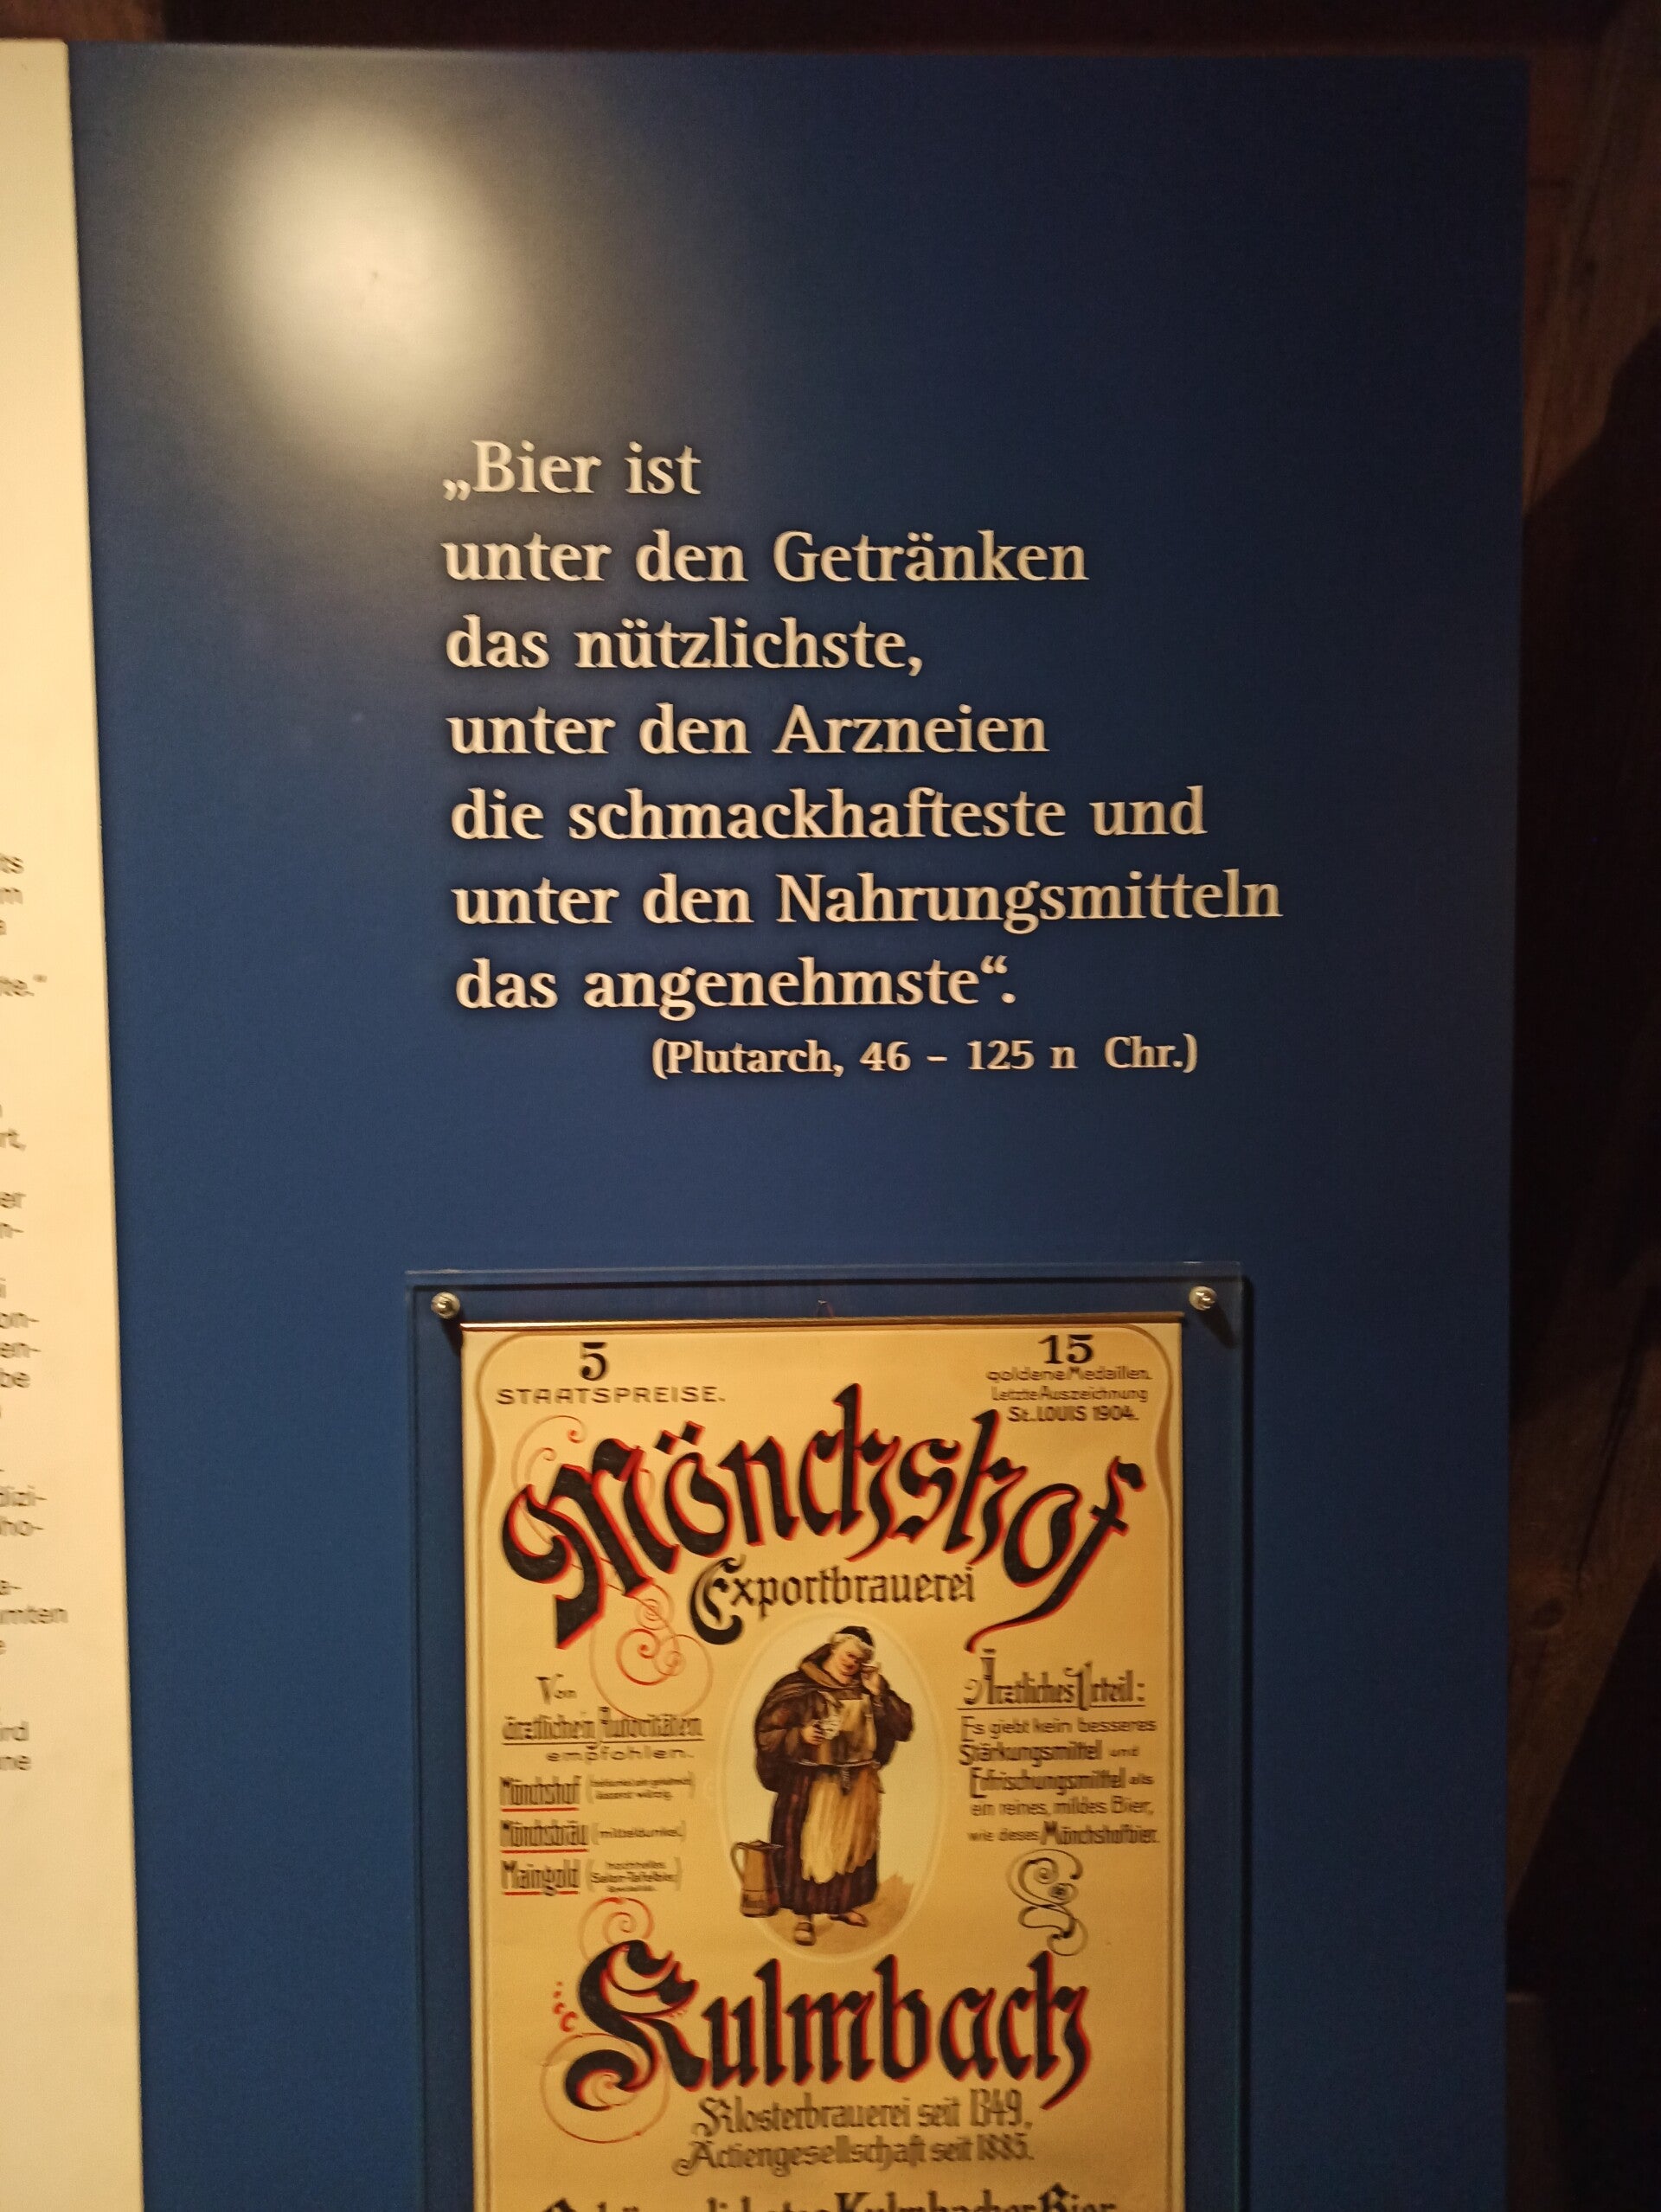 „Bier ist
unter den Getränken
das nützlichste,
unter den Arzneien
die schmackhafteste und
unter den Nahrungsmitteln
das angenehmste“.
(Plutarch, 46 – 125 n Chr.)
5
STAATSPREISE.
15
goldene Medaillen.
Letzte Auszeichnung
St. LOUIS 1904.
Mönchshof
Exportbrauerei
Von
ärztlichen Autoritäten
empfohlen.
Mönchshof
Mönchsbräu (mitteldunkel)
Maingold
Ärztliches Urteil:
Es giebt kein besseres
Stärkungsmittel und
Erfrischungsmittel als
ein reines, mildes Bier,
wie dieses Mönchshofbier.
Kulmbach
Klosterbrauerei seit 1349,
Actiengesellschaft seit 1885.
Kulmbacher Bier